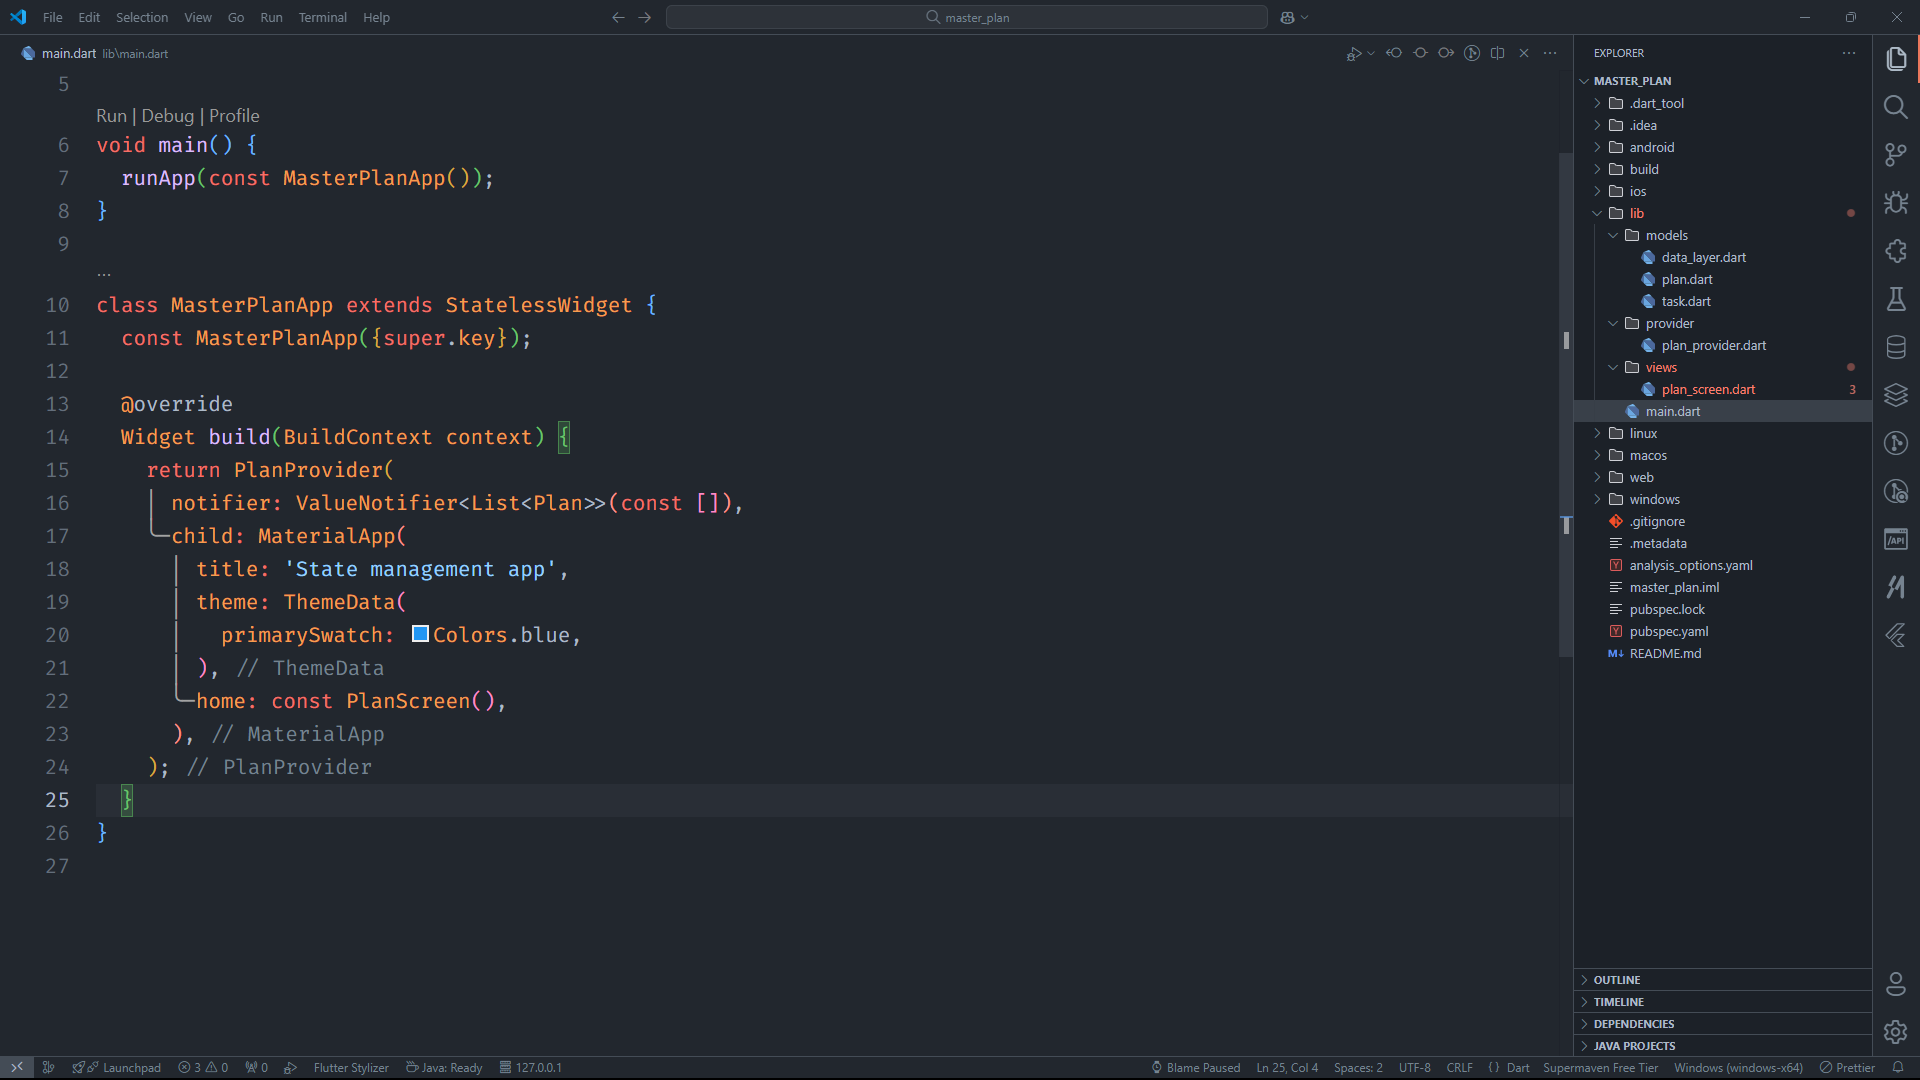 File Edit Selection View Go Run Terminal Help
master_plan
main.dart lib\main.dart
5
Run | Debug | Profile
6 void main() {
7 runApp(const MasterPlanApp());
8 }
9
...
10 class MasterPlanApp extends StatelessWidget {
11 const MasterPlanApp({super.key});
12
13 @override
14 Widget build(BuildContext context) {
15 return PlanProvider(
16 notifier: ValueNotifier<List<Plan>>(const []),
17 child: MaterialApp(
18 title: 'State management app',
19 theme: ThemeData(
20 primarySwatch: Colors.blue,
21 ), // ThemeData
22 home: const PlanScreen(),
23 ), // MaterialApp
24 ); // PlanProvider
25 }
26 }
27
EXPLORER
MASTER_PLAN
.dart_tool
.idea
android
build
ios
lib
models
data_layer.dart
plan.dart
task.dart
provider
plan_provider.dart
views
plan_screen.dart 3
main.dart
linux
macos
web
windows
.gitignore
.metadata
Y analysis_options.yaml
master_plan.iml
pubspec.lock
Y pubspec.yaml
M↓ README.md
OUTLINE
TIMELINE
DEPENDENCIES
JAVA PROJECTS
/API
Launchpad 3 0 0 Flutter Stylizer Java: Ready 127.0.0.1
Blame Paused Ln 25, Col 4 Spaces: 2 UTF-8 CRLF {} Dart Supermaven Free Tier Windows (windows-x64) Prettier